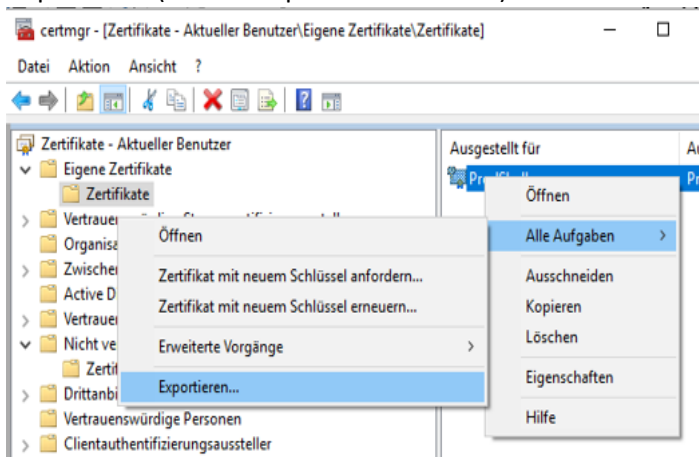 certmgr - [Zertifikate - Aktueller Benutzer\Eigene Zertifikate\Zertifikate]
Datei Aktion Ansicht ?
Zertifikate - Aktueller Benutzer
Eigene Zertifikate
Zertifikate
Organisa
Zwischer
Active D
Vertrauer
Nicht ve
Zertif
Drittanbi
Vertrauenswürdige Personen
Clientauthentifizierungsaussteller
Ausgestellt für
Öffnen
Zertifikat mit neuem Schlüssel anfordern...
Zertifikat mit neuem Schlüssel erneuern...
Erweiterte Vorgänge
Exportieren...
Öffnen
Alle Aufgaben
Ausschneiden
Kopieren
Löschen
Eigenschaften
Hilfe